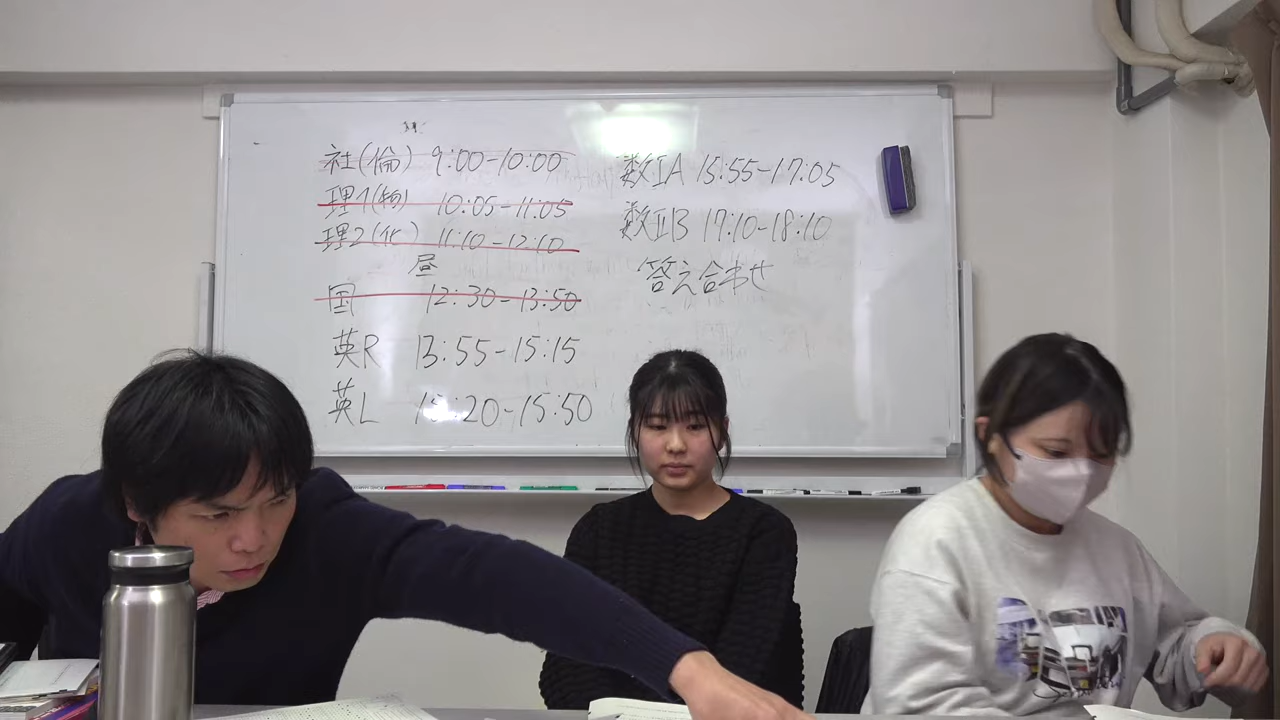 社(倫) 9:00-10:00
理1(物) 10:05-11:05
理2(化) 11:10-12:10
昼
国 12:30-13:50
英R 13:55-15:15
英L 15:20-15:50
数IA 15:55-17:05
数ⅡB 17:10-18:10
答え合わせ